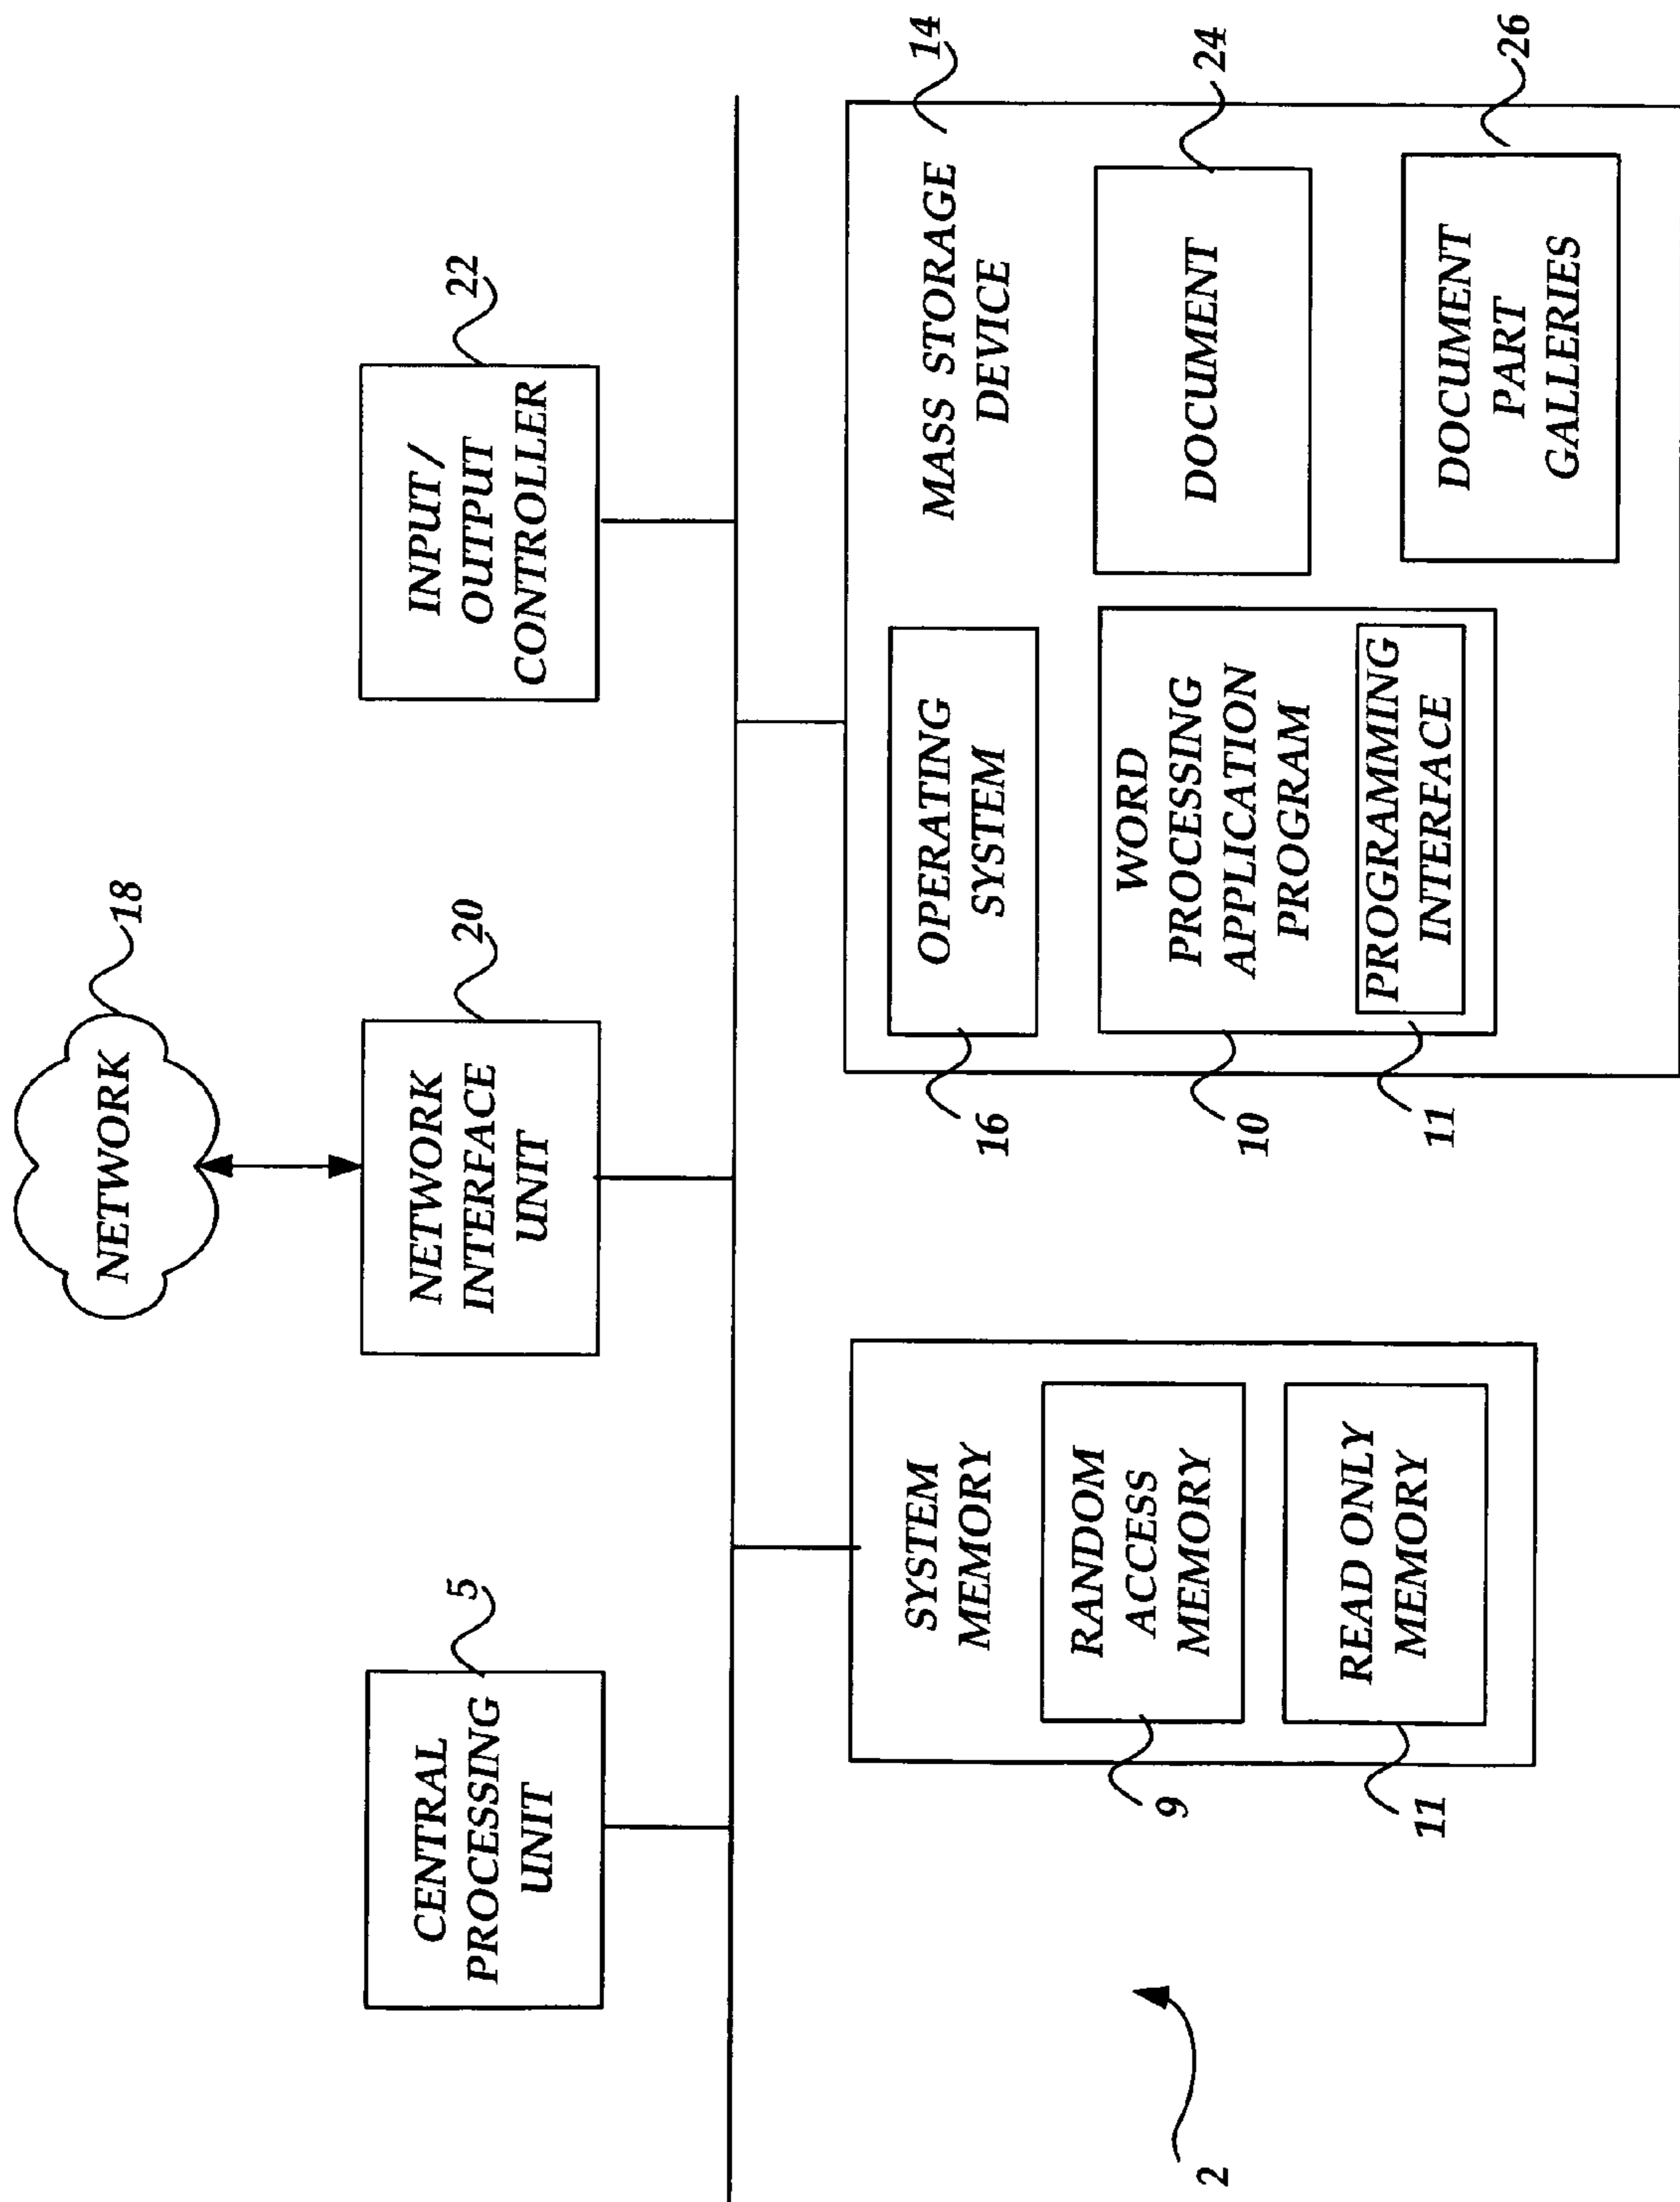 NETWORK
18
CENTRAL
PROCESSING
UNIT
5
NETWORK
INTERFACE
UNIT
20
INPUT/
OUTPUT
CONTROLLER
22
SYSTEM
MEMORY
RANDOM
ACCESS
MEMORY
9
READ ONLY
MEMORY
11
MASS STORAGE
DEVICE
14
OPERATING
SYSTEM
16
WORD
PROCESSING
APPLICATION
PROGRAM
10
PROGRAMMING
INTERFACE
11
DOCUMENT
24
DOCUMENT
PART
GALLERIES
26
2